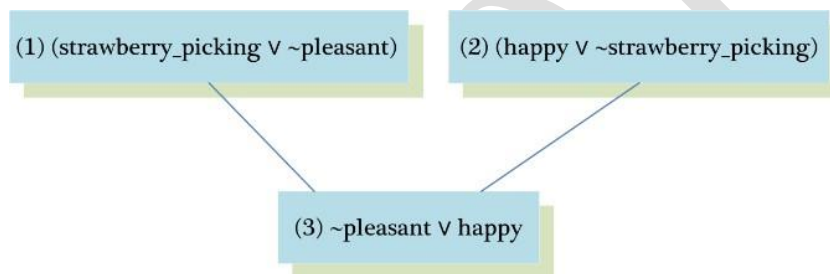 (1) (strawberry_picking ∨ ~pleasant)
(2) (happy ∨ ~strawberry_picking)
(3) ~pleasant ∨ happy